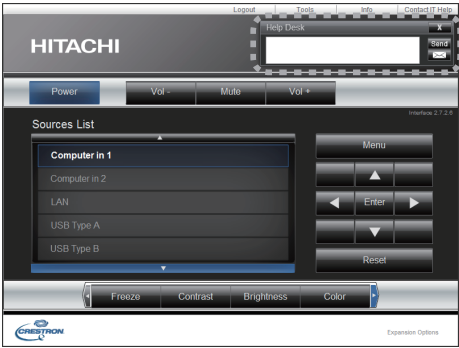 Logout Tools Info Contact IT Help
Help Desk X
HITACHI
Send
Power Vol - Mute Vol +
Interface 2.7.2.8
Sources List
Computer in 1
Menu
Computer in 2
LAN
Enter
USB Type A
USB Type B
Reset
Freeze Contrast Brightness Color
CRESTRON
Expansion Options